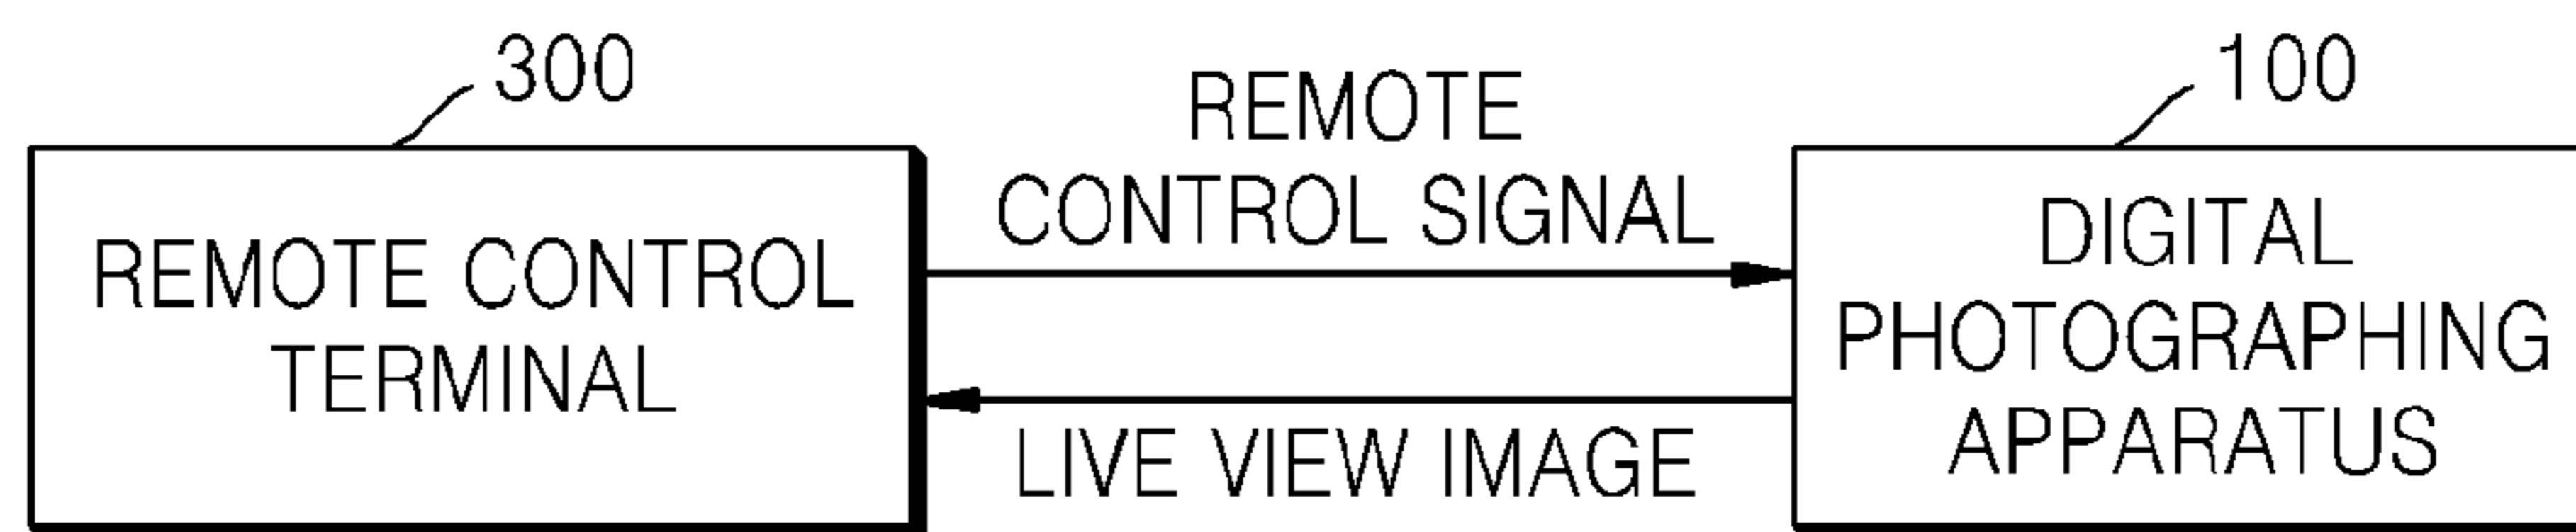 300
REMOTE CONTROL
TERMINAL
REMOTE
CONTROL SIGNAL
LIVE VIEW IMAGE
100
DIGITAL
PHOTOGRAPHING
APPARATUS